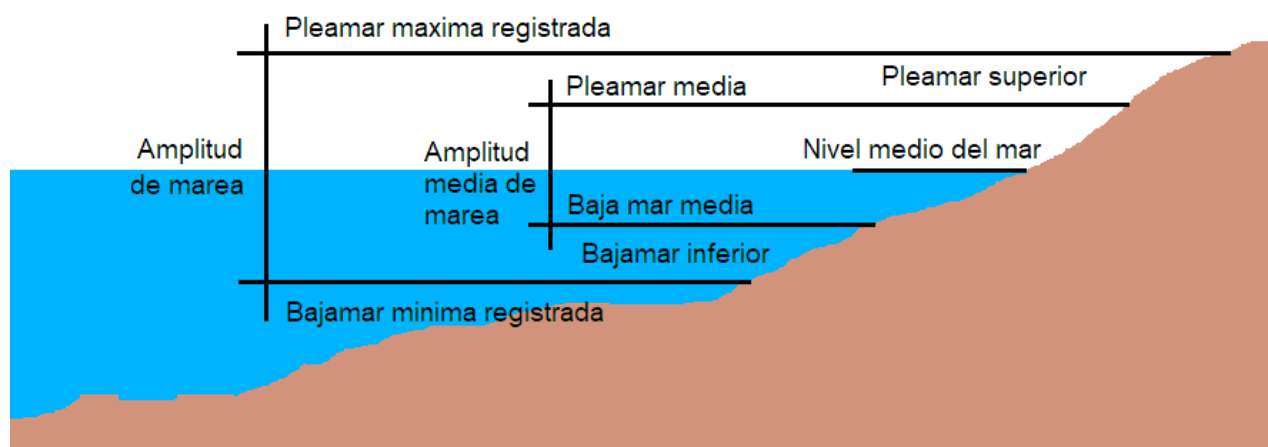 Pleamar maxima registrada
Pleamar superior
Pleamar media
Amplitud
de marea
Amplitud
media de
marea
Nivel medio del mar
Baja mar media
Bajamar inferior
Bajamar minima registrada